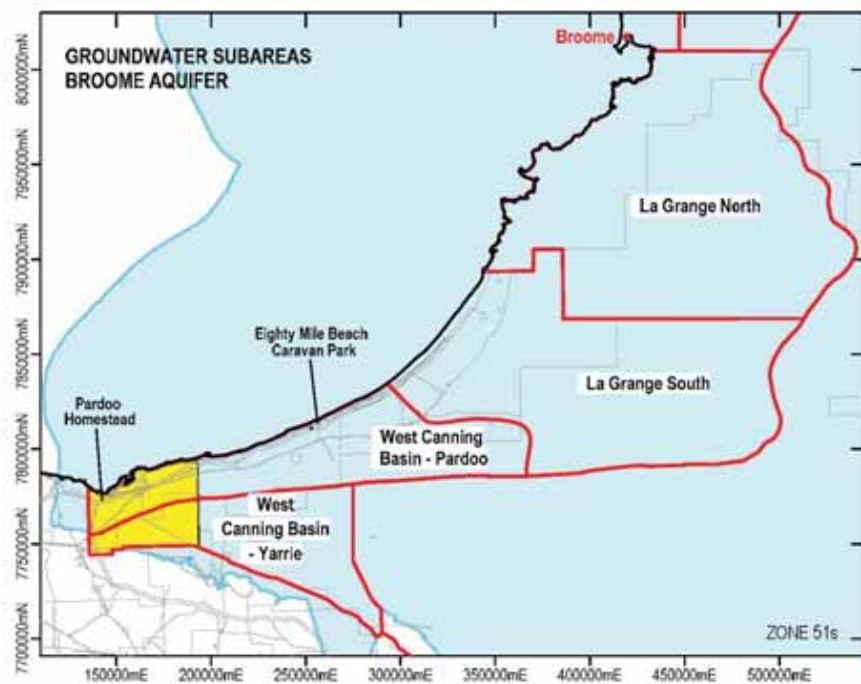 GROUNDWATER SUBAREAS
BROOME AQUIFER
Broome
La Grange North
Eighty Mile Beach
Caravan Park
La Grange South
Pardoo
Homestead
West Canning
Basin - Pardoo
West
Canning Basin
- Yarrie
ZONE 51s
8000000mN
7950000mN
7900000mN
7850000mN
7800000mN
7750000mN
7700000mN
150000mE
200000mE
250000mE
300000mE
350000mE
400000mE
450000mE
500000mE